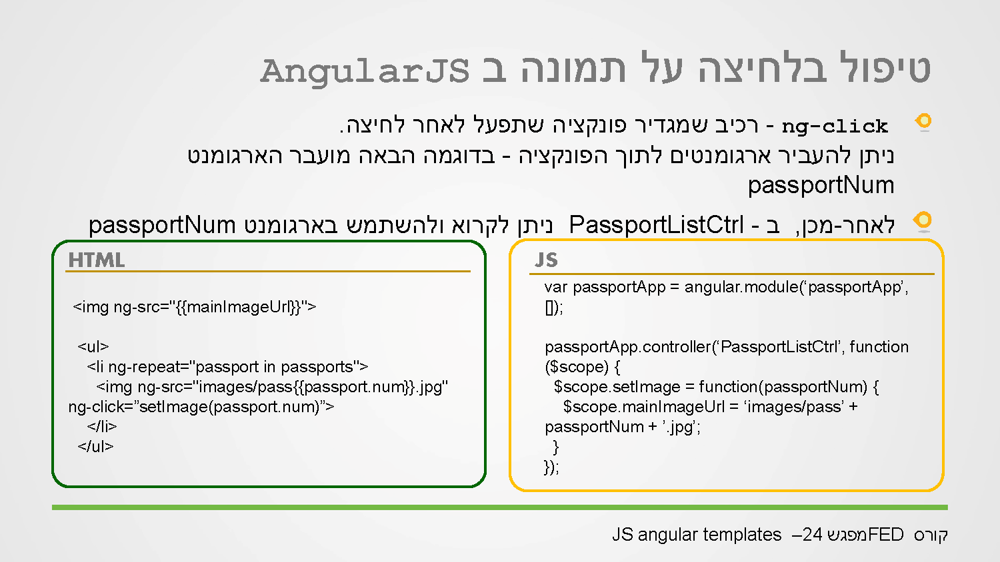 טיפול בלחיצה על תמונה ב AngularJS
ng-click - רכיב שמגדיר פונקציה שתפעל לאחר לחיצה.
ניתן להעביר ארגומנטים לתוך הפונקציה - בדוגמה הבאה מועבר הארגומנט
passportNum
לאחר-מכן, ב - PassportListCtrl ניתן לקרוא ולהשתמש בארגומנט passportNum
HTML
<img ng-src="{{mainImageUrl}}">
<ul>
<li ng-repeat="passport in passports">
<img ng-src="images/pass{{passport.num}}.jpg"
ng-click=”setImage(passport.num)”>
</li>
</ul>
JS
var passportApp = angular.module(‘passportApp’,
[]);
passportApp.controller(‘PassportListCtrl’, function
($scope) {
$scope.setImage = function(passportNum) {
$scope.mainImageUrl = ‘images/pass’ +
passportNum + ’.jpg’;
}
});
קורס FEDמפגש 24– JS angular templates